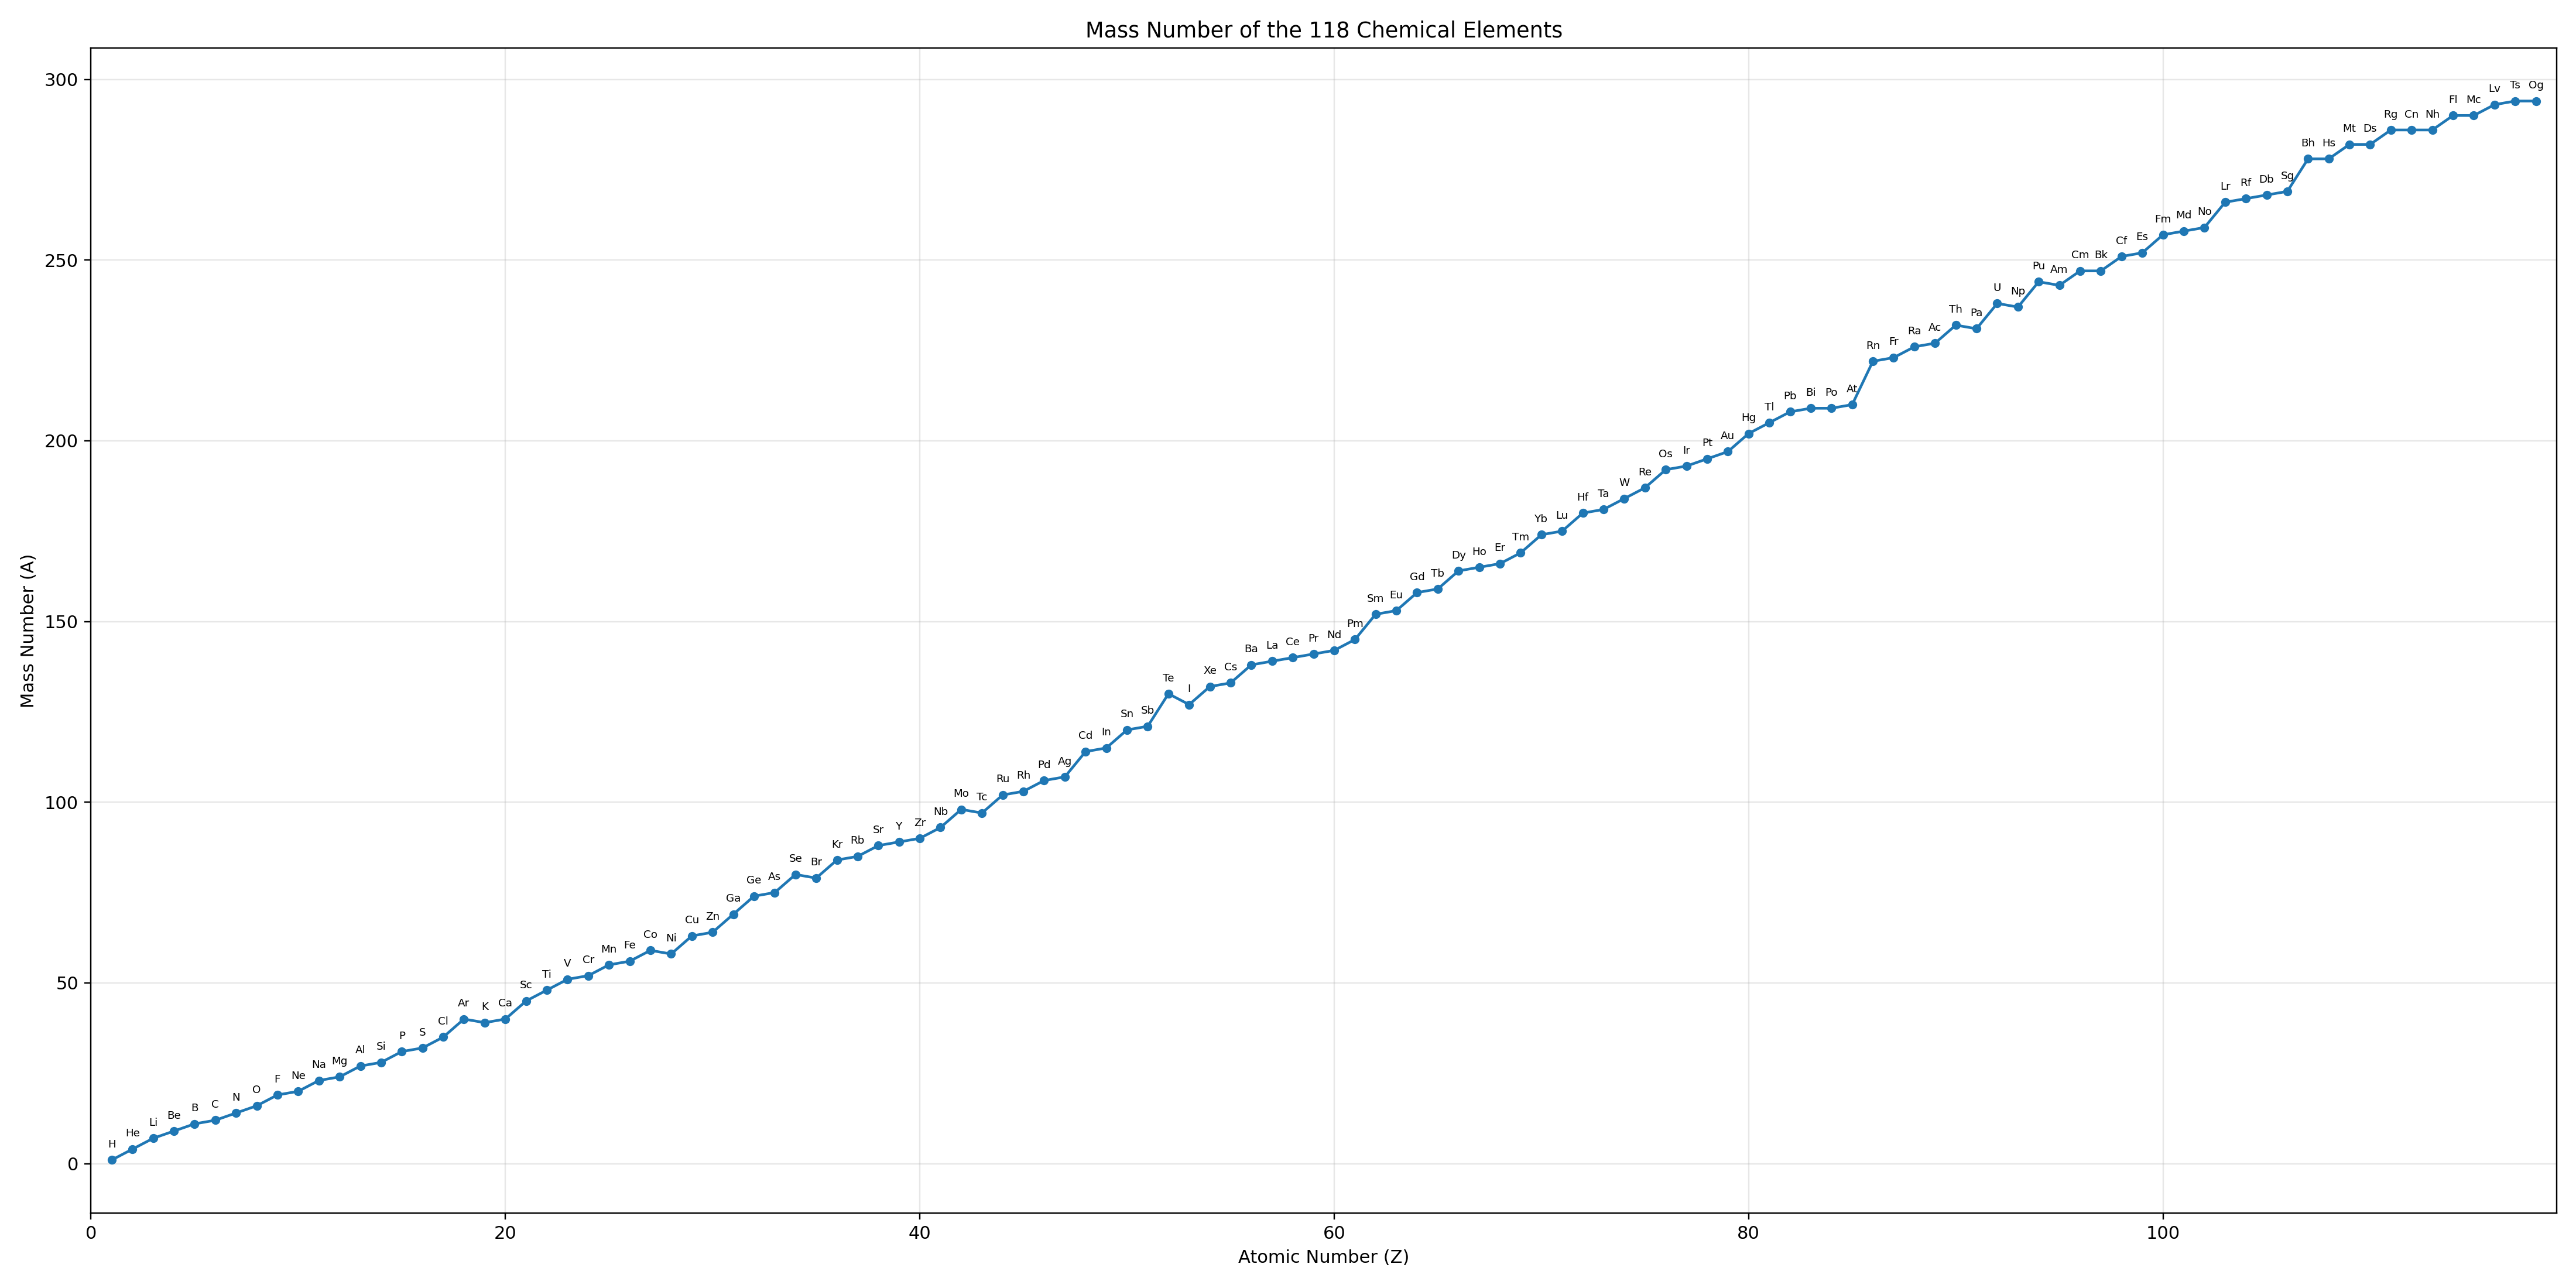 Mass Number of the 118 Chemical Elements
Mass Number (A)
300
250
200
150
100
50
0
H He Li Be B C N O F Ne Na Mg Al Si P S Cl Ar K Ca Sc Ti V Cr Mn Fe Co Ni Cu Zn Ga Ge As Se Br Kr Rb Sr Y Zr Nb Mo Tc Ru Rh Pd Ag Cd In Sn Sb Te I Xe Cs Ba La Ce Pr Nd Pm Sm Eu Gd Tb Dy Ho Er Tm Yb Lu Hf Ta W Re Os Ir Pt Au Hg Tl Pb Bi Po At Rn Fr Ra Ac Th Pa U Np Pu Am Cm Bk Cf Es Fm Md No Lr Rf Db Sg Bh Hs Mt Ds Rg Cn Nh Fl Mc Lv Ts Og
0 20 40 60 80 100
Atomic Number (Z)